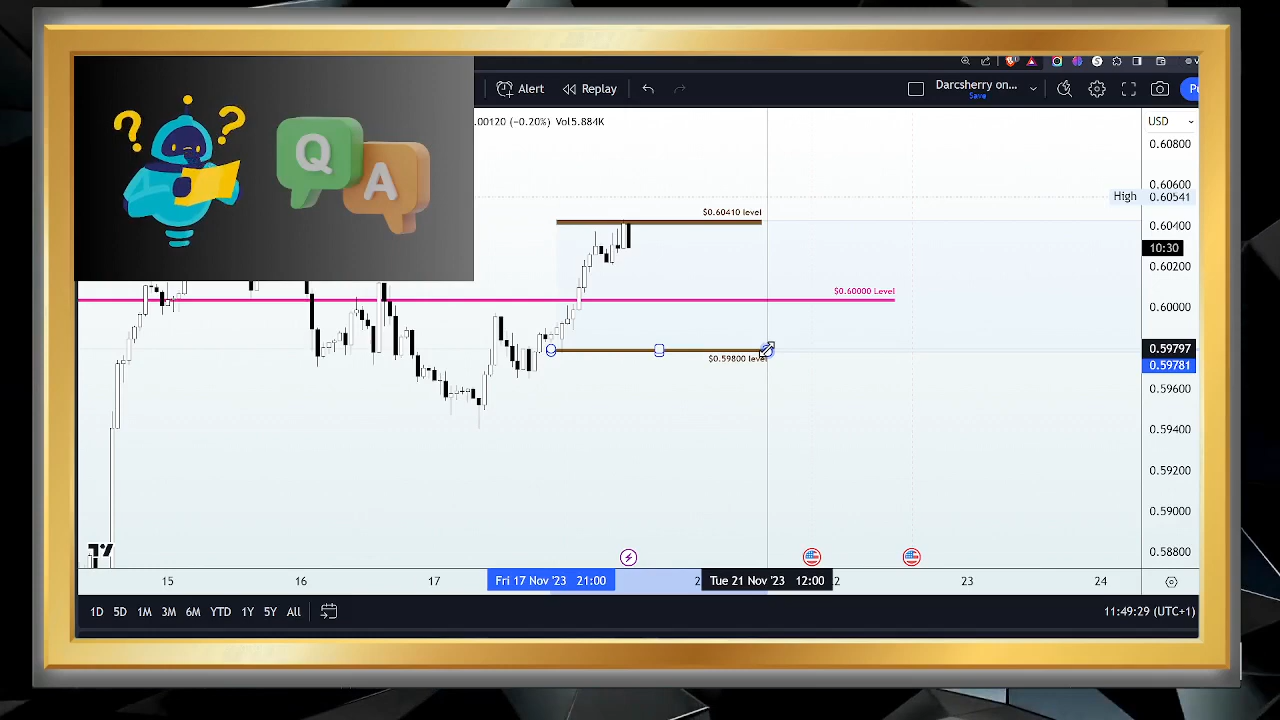 Q
A
Alert
Replay
Darcsherry on...
Save
.00120 (−0.20%) Vol5.884K
USD
0.60800
0.60600
High 0.60541
0.60400
10:30
0.60200
0.60000
0.59797
0.59781
0.59600
0.59400
0.59200
0.59000
0.58800
$0.60410 level
$0.60000 Level
$0.59800 level
15
16
17
Fri 17 Nov '23 21:00
Tue 21 Nov '23 12:00
23
24
1D 5D 1M 3M 6M YTD 1Y 5Y All
11:49:29 (UTC+1)